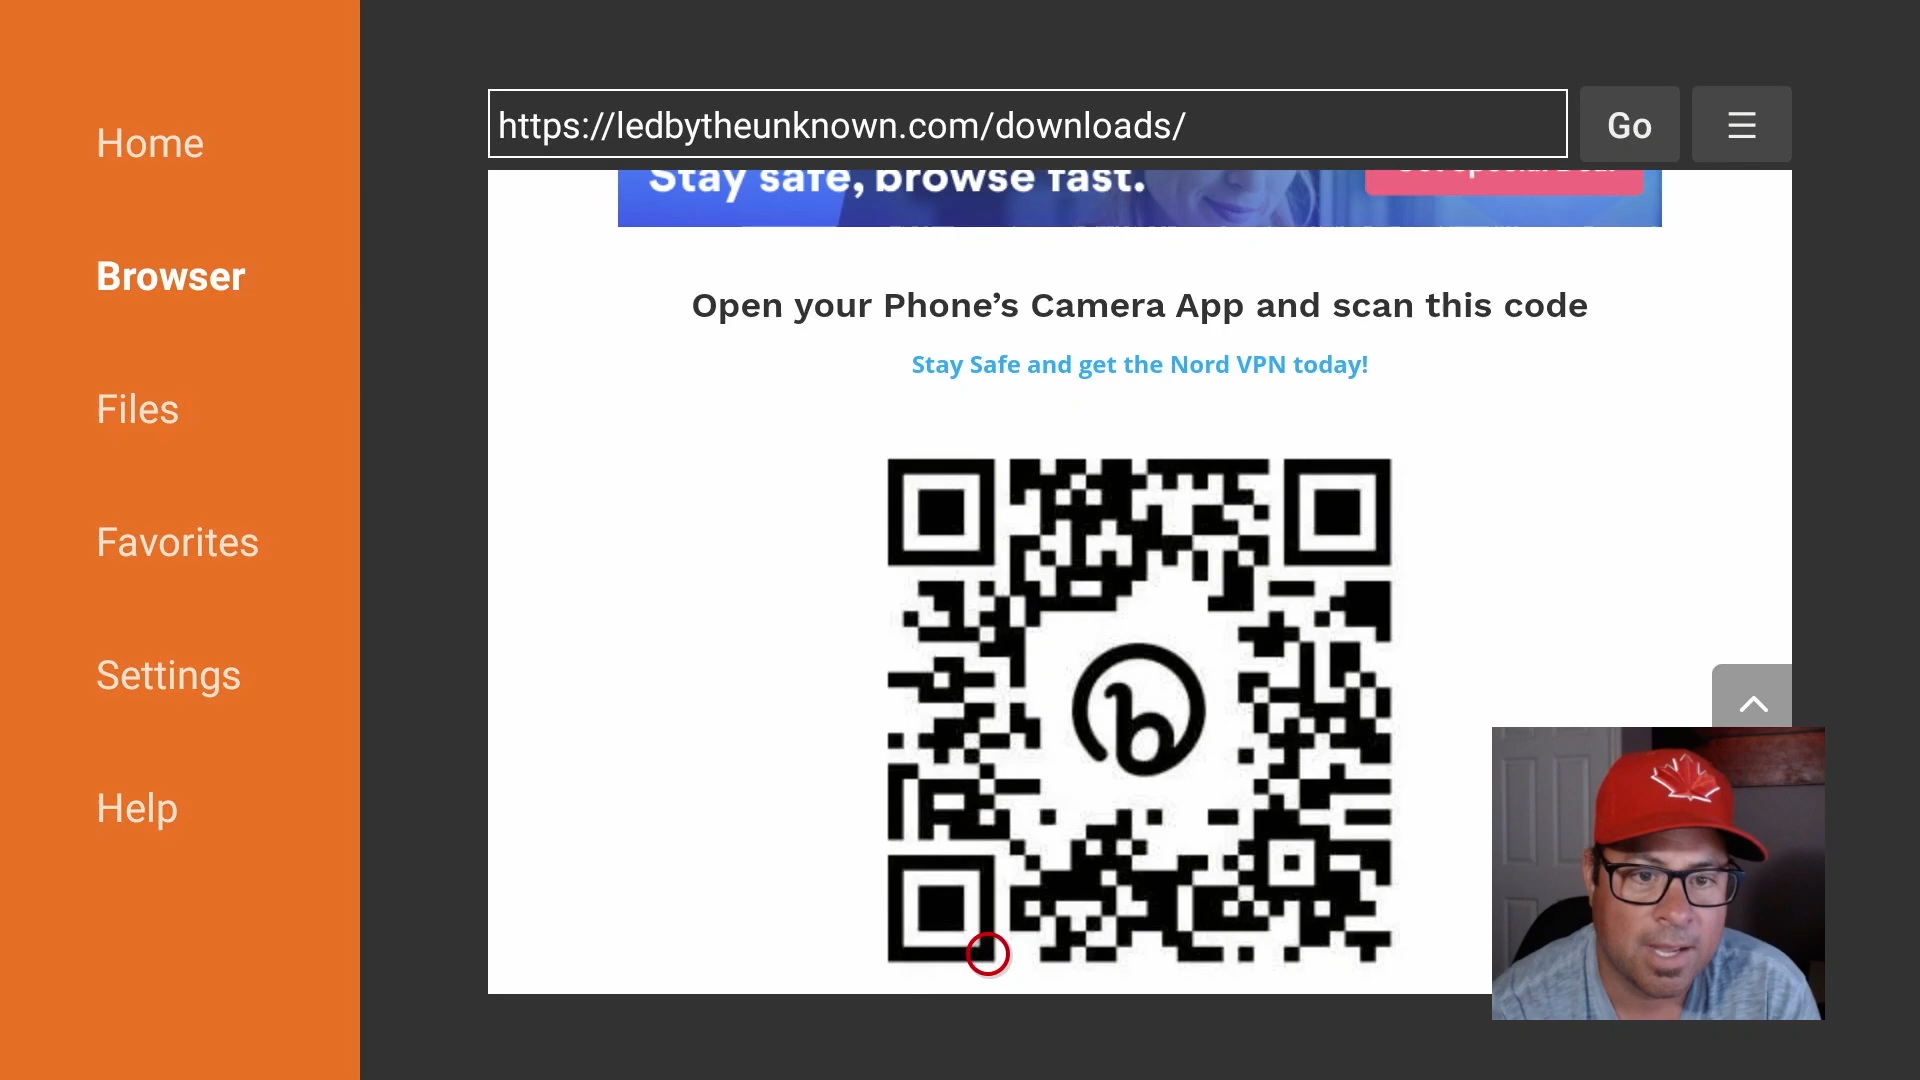 Home
Browser
Files
Favorites
Settings
Help
https://ledbytheunknown.com/downloads/
Go
Stay safe, browse fast.
Open your Phone’s Camera App and scan this code
Stay Safe and get the Nord VPN today!
b